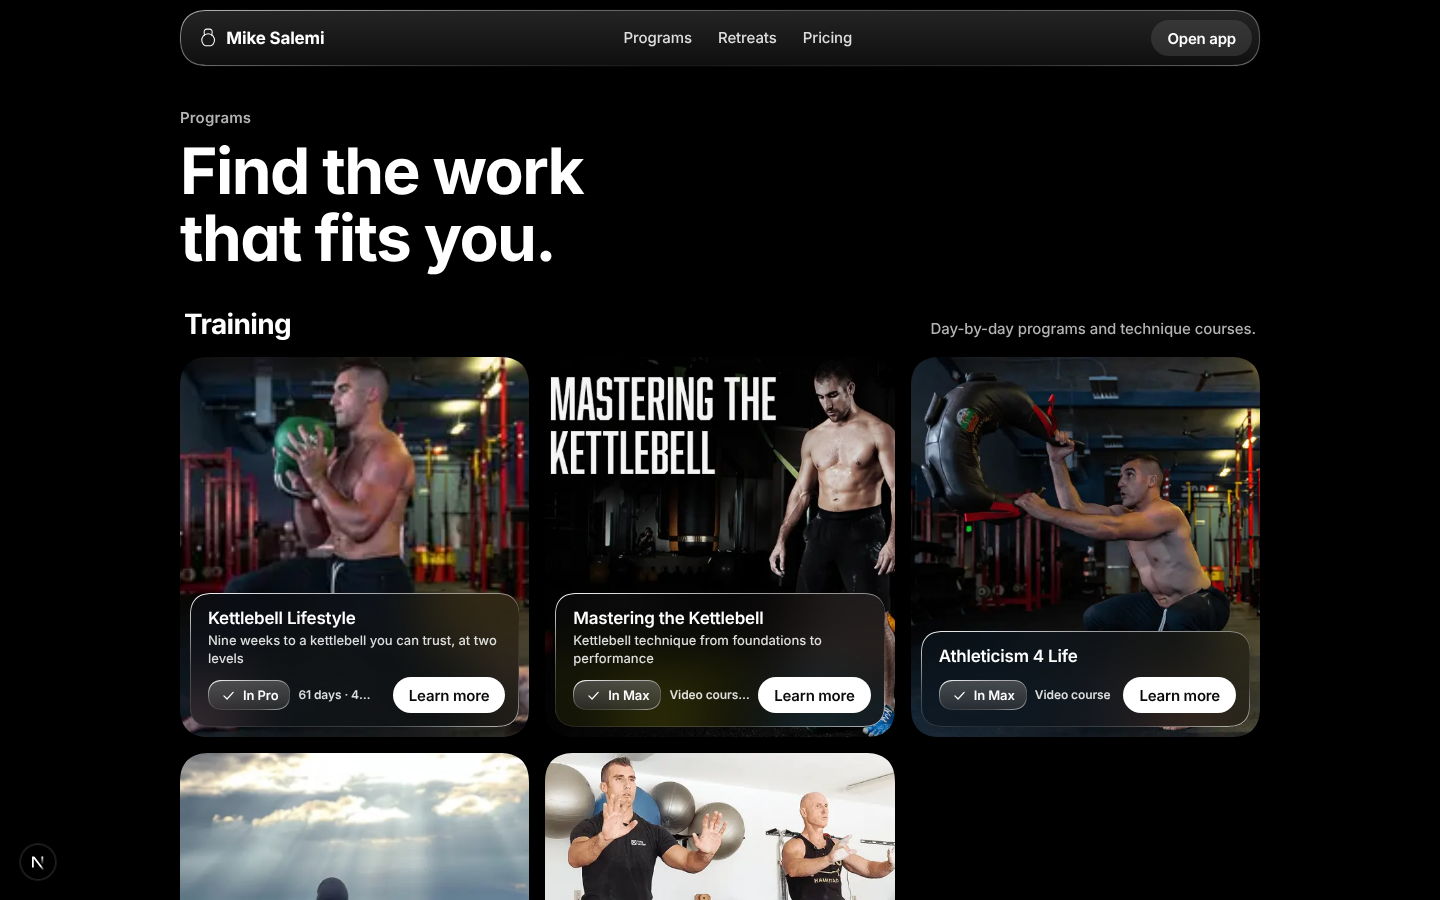 Mike Salemi
Programs
Retreats
Pricing
Open app
Programs
Find the work
that fits you.
Training
Day-by-day programs and technique courses.
MASTERING THE
KETTLEBELL
Kettlebell Lifestyle
Nine weeks to a kettlebell you can trust, at two
levels
In Pro
61 days · 4...
Learn more
Mastering the Kettlebell
Kettlebell technique from foundations to
performance
In Max
Video cours...
Learn more
Athleticism 4 Life
In Max
Video course
Learn more
N